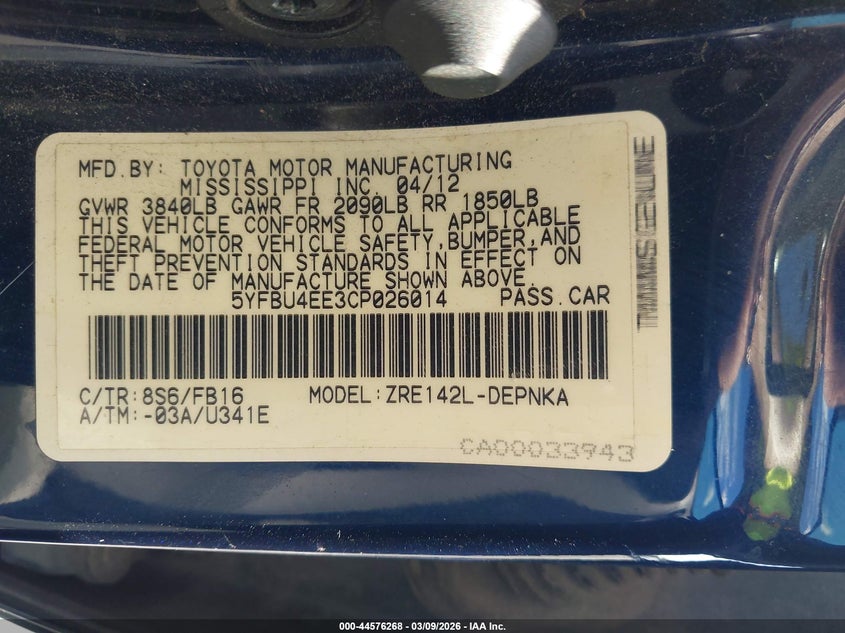 MFD.BY: TOYOTA MOTOR MANUFACTURING
MISSISSIPPI INC. 04/12
GVWR 3840LB GAWR FR 2090LB RR 1850LB
THIS VEHICLE CONFORMS TO ALL APPLICABLE
FEDERAL MOTOR VEHICLE SAFETY,BUMPER,AND
THEFT PREVENTION STANDARDS IN EFFECT ON
THE DATE OF MANUFACTURE SHOWN ABOVE.
5YFBU4EE3CP026014 PASS.CAR
C/TR:8S6/FB16 MODEL:ZRE142L-DEPNKA
A/TM:-03A/U341E
CA00033943
000-44576268 - 03/09/2026 - IAA Inc.